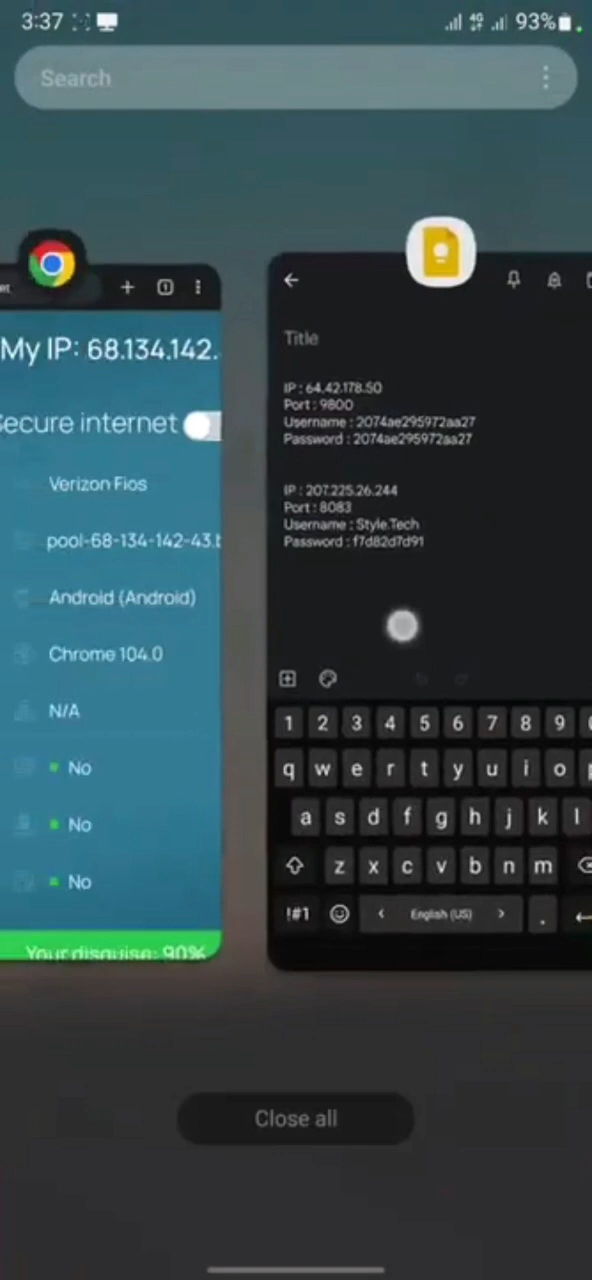 3:37
4G
93%
Search
My IP: 68.134.142.
Secure internet
Verizon Fios
pool-68-134-142-43.
Android (Android)
Chrome 104.0
N/A
No
No
No
Your disguise: 90%
Title
IP : 64.42.178.50
Port : 9800
Username : 2074ae295972aa27
Password : 2074ae295972aa27
IP : 207.225.26.244
Port : 8083
Username : Style.Tech
Password : f7d82d7d91
1 2 3 4 5 6 7 8 9
q w e r t y u i o
a s d f g h j k l
z x c v b n m
!#1 < English (US) > .
Close all